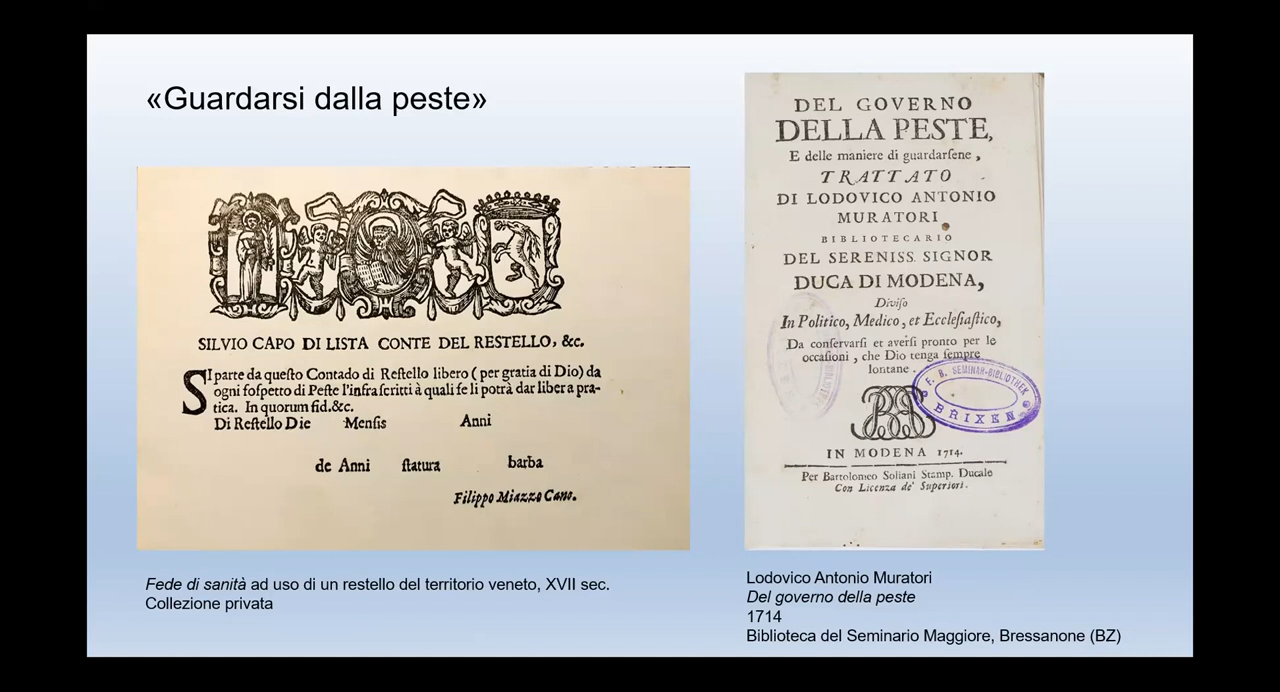 «Guardarsi dalla peste»
SILVIO CAPO DI LISTA CONTE DEL RESTELLO, &c.
SI parte da questo Contado di Restello libero ( per gratia di Dio) da
ogni sospetto di Peste l'infrascritti à quali se li potrà dar libera pra-
tica. In quorum fid.&c.
Di Restello Die Mensis Anni
de Anni statura barba
Filippo Miazzo Canc.
Fede di sanità ad uso di un restello del territorio veneto, XVII sec.
Collezione privata
DEL GOVERNO
DELLA PESTE,
E delle maniere di guardarsene ,
TRATTATO
DI LODOVICO ANTONIO
MURATORI
BIBLIOTECARIO
DEL SERENISS. SIGNOR
DUCA DI MODENA,
Diviso
In Politico, Medico, et Ecclesiastico,
Da conservarsi et aversi pronto per le
occasioni , che Dio tenga sempre
lontane .
F. B. SEMINAR-BIBLIOTHEK
BRIXEN
IN MODENA 1714.
Per Bartolomeo Soliani Stamp. Ducale
Con Licenza de' Superiori.
Lodovico Antonio Muratori
Del governo della peste
1714
Biblioteca del Seminario Maggiore, Bressanone (BZ)